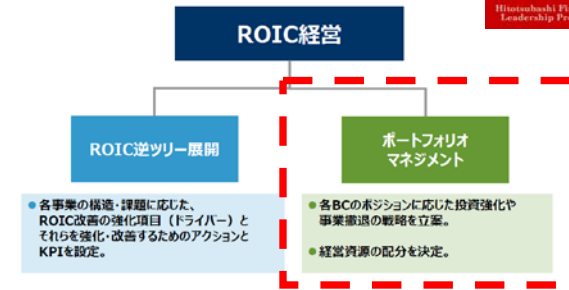 Hitotsubashi Fi
Leadership Pro
ROIC経営
ROIC逆ツリー展開
ポートフォリオ
マネジメント
●各事業の構造・課題に応じた、
ROIC改善の強化項目（ドライバー）と
それらを強化・改善するためのアクションと
KPIを設定。
●各BCのポジションに応じた投資強化や
事業撤退の戦略を立案。
●経営資源の配分を決定。